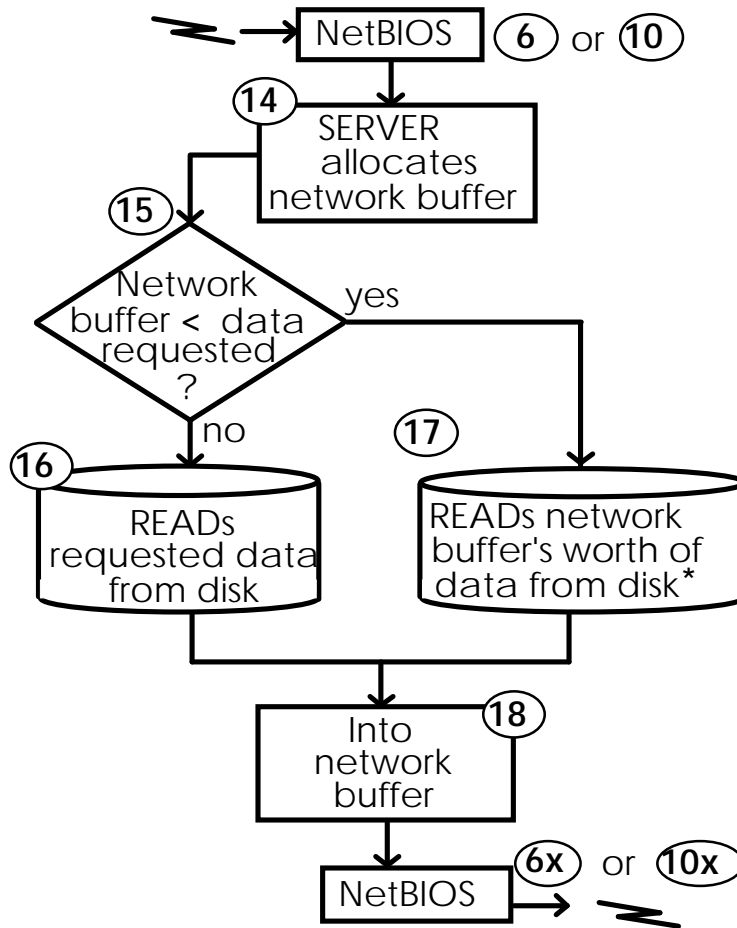 NetBIOS 6 or 10
14
SERVER
allocates
network buffer
15
Network
buffer < data
requested
?
yes
no
16
READs
requested data
from disk
17
READs network
buffer's worth of
data from disk*
18
Into
network
buffer
6x or 10x
NetBIOS